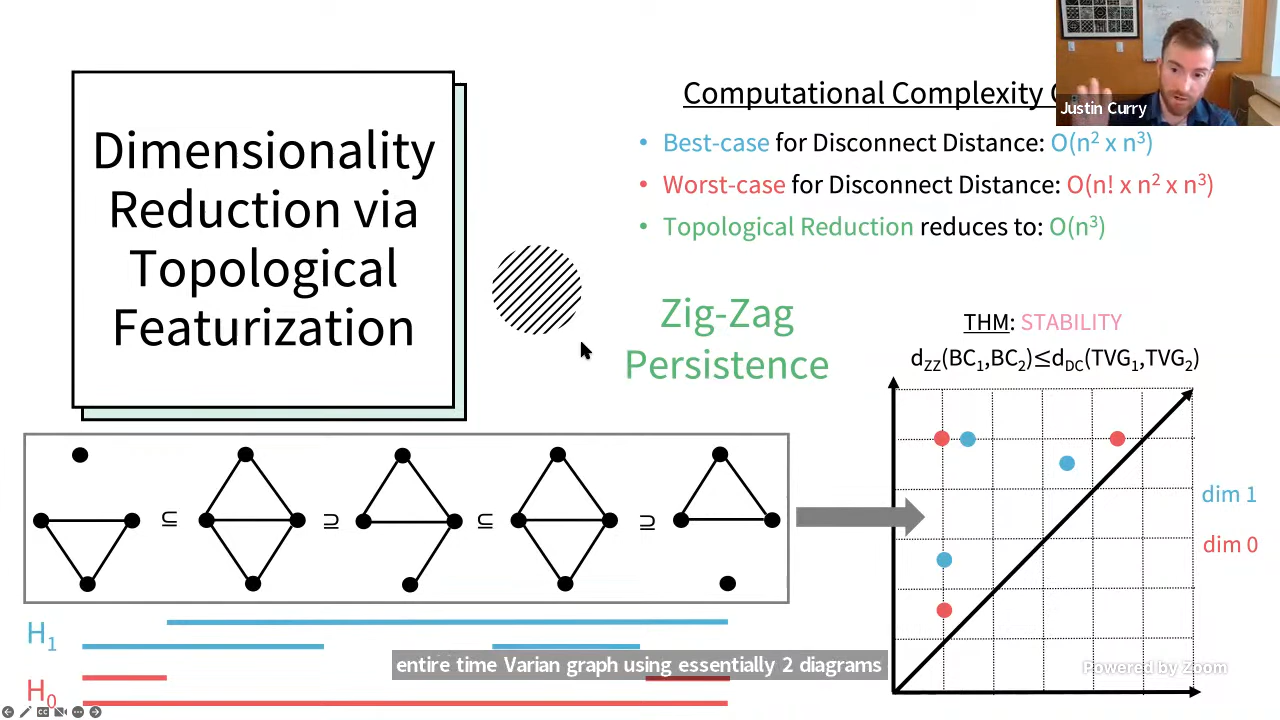 Dimensionality
Reduction via
Topological
Featurization
Computational Complexity
Justin Curry
• Best-case for Disconnect Distance: O(n² x n³)
• Worst-case for Disconnect Distance: O(n! x n² x n³)
• Topological Reduction reduces to: O(n³)
Zig-Zag
Persistence
THM: STABILITY
d_ZZ(BC₁,BC₂)≤d_DC(TVG₁,TVG₂)
⊆ ⊇ ⊆ ⊇
dim 1
dim 0
H₁
H₀
entire time Varian graph using essentially 2 diagrams
Powered by Zoom